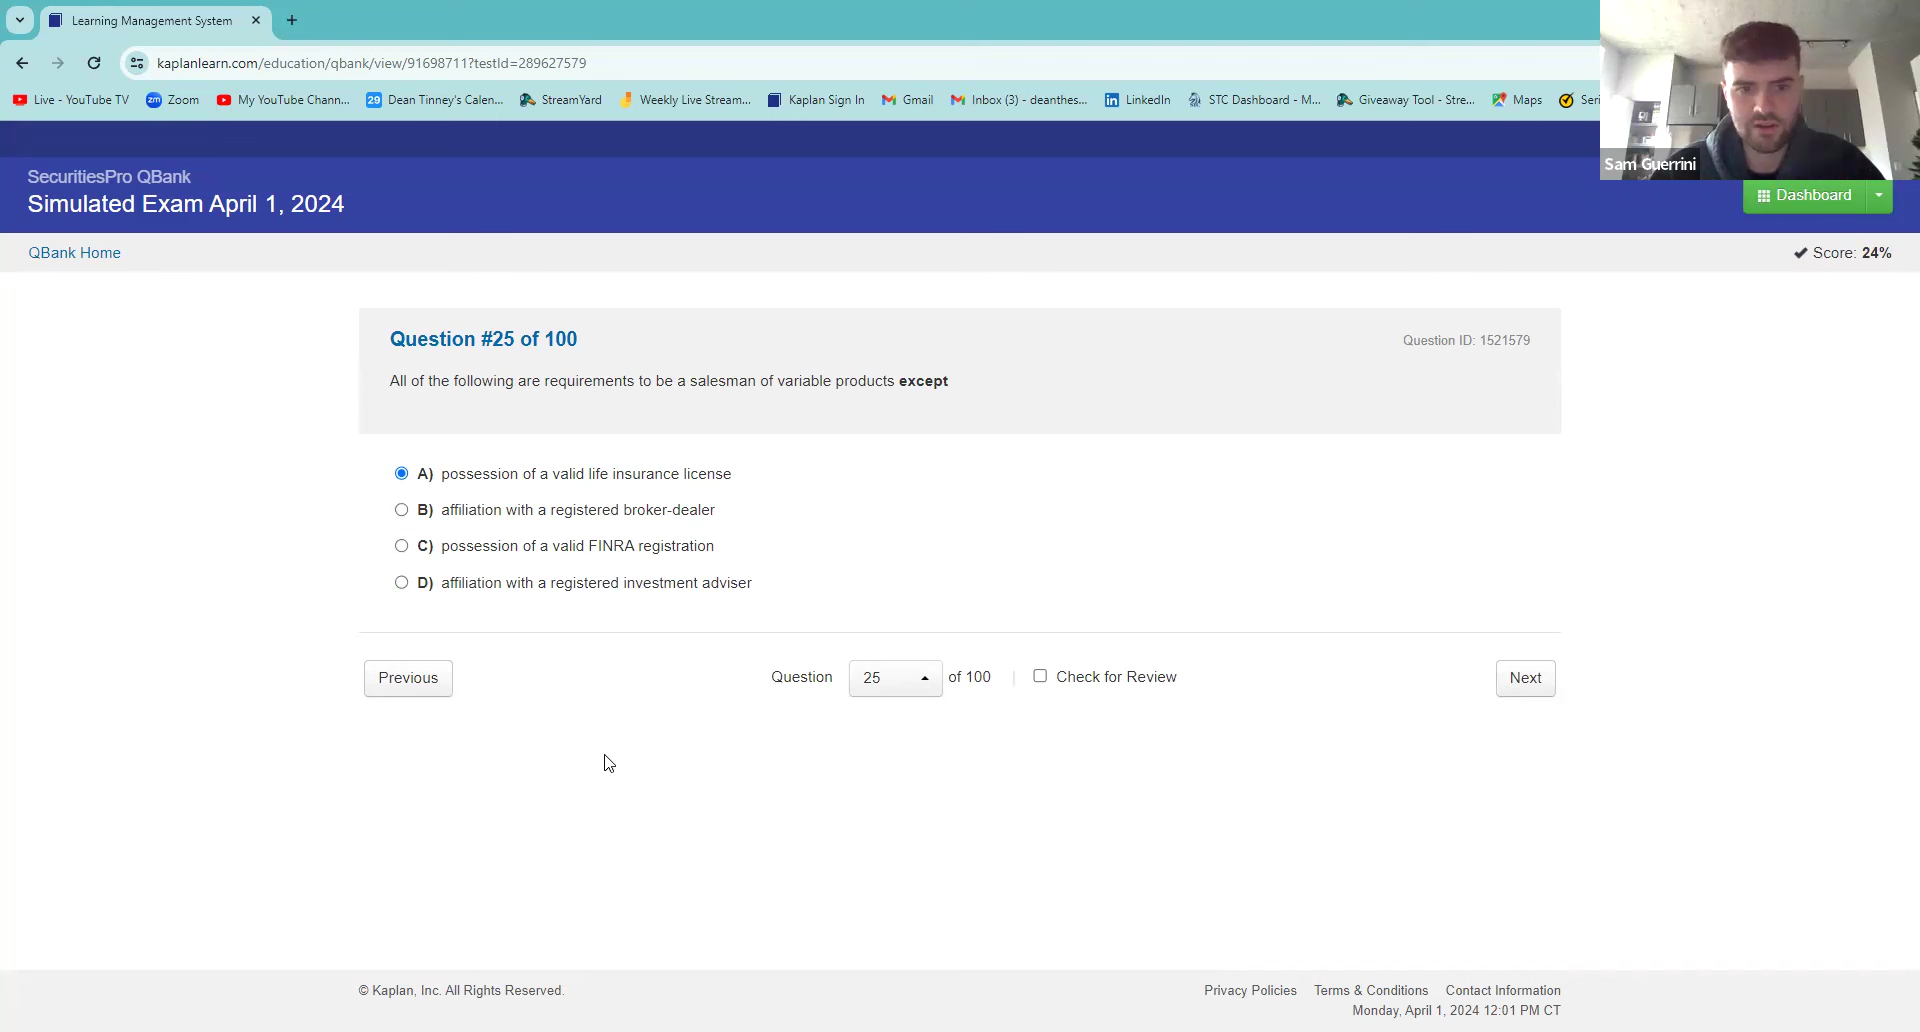 Learning Management System
kaplanlearn.com/education/qbank/view/91698711?testId=289627579
Live - YouTube TV
zm Zoom
My YouTube Chann...
29 Dean Tinney's Calen...
StreamYard
Weekly Live Stream...
Kaplan Sign In
Gmail
Inbox (3) - deanthes...
in LinkedIn
STC Dashboard - M...
Giveaway Tool - Stre...
Maps
Seri
Sam Guerrini
SecuritiesPro QBank
Simulated Exam April 1, 2024
Dashboard
QBank Home
Score: 24%
Question #25 of 100
Question ID: 1521579
All of the following are requirements to be a salesman of variable products except
A) possession of a valid life insurance license
B) affiliation with a registered broker-dealer
C) possession of a valid FINRA registration
D) affiliation with a registered investment adviser
Previous
Question 25 of 100
Check for Review
Next
© Kaplan, Inc. All Rights Reserved.
Privacy Policies Terms & Conditions Contact Information
Monday, April 1, 2024 12:01 PM CT